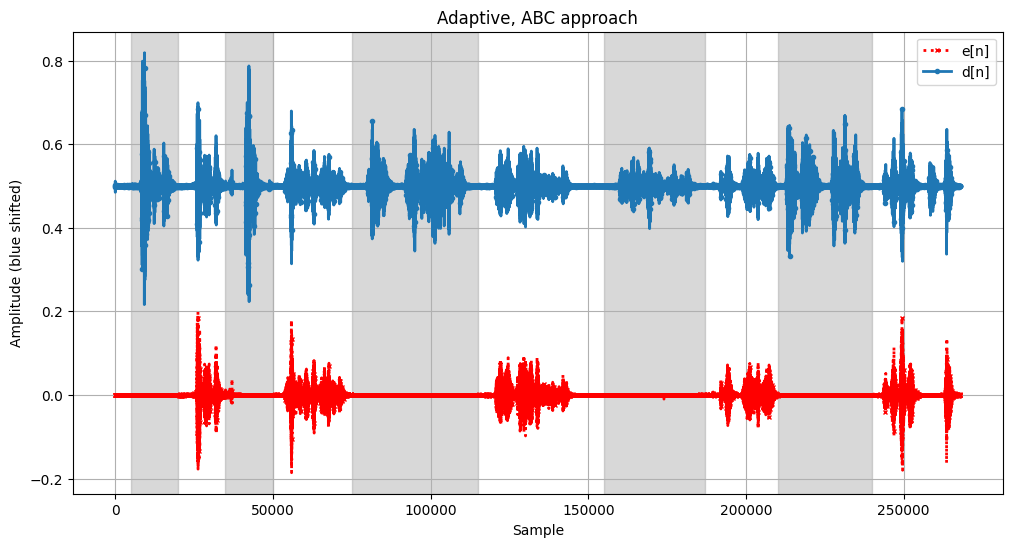 Adaptive, ABC approach
e[n]
d[n]
Amplitude (blue shifted)
0.8
0.6
0.4
0.2
0.0
−0.2
0 50000 100000 150000 200000 250000
Sample